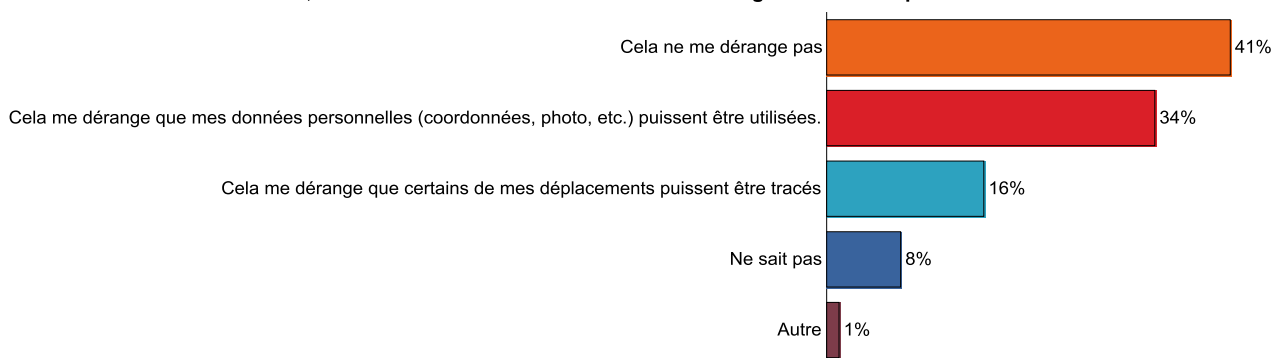 Cela ne me dérange pas 41%
Cela me dérange que mes données personnelles (coordonnées, photo, etc.) puissent être utilisées. 34%
Cela me dérange que certains de mes déplacements puissent être tracés 16%
Ne sait pas 8%
Autre 1%